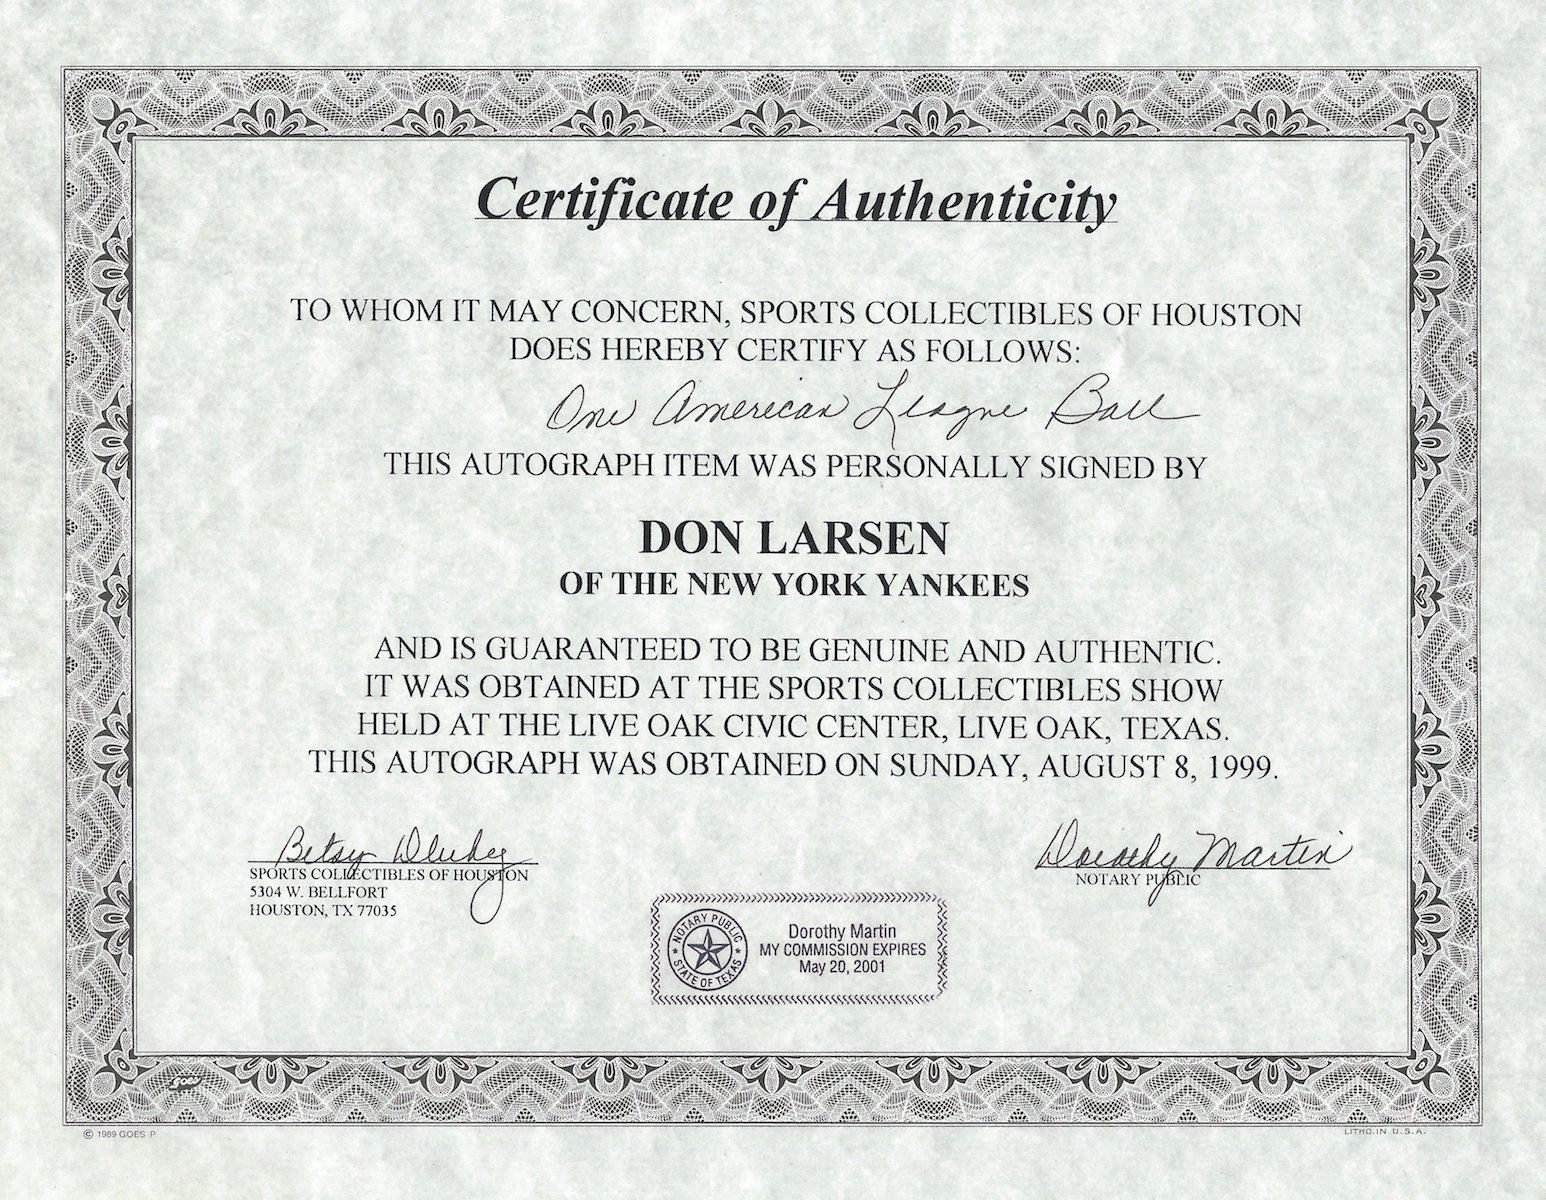 Certificate of Authenticity
TO WHOM IT MAY CONCERN, SPORTS COLLECTIBLES OF HOUSTON
DOES HEREBY CERTIFY AS FOLLOWS:
One American League Ball
THIS AUTOGRAPH ITEM WAS PERSONALLY SIGNED BY
DON LARSEN
OF THE NEW YORK YANKEES
AND IS GUARANTEED TO BE GENUINE AND AUTHENTIC.
IT WAS OBTAINED AT THE SPORTS COLLECTIBLES SHOW
HELD AT THE LIVE OAK CIVIC CENTER, LIVE OAK, TEXAS.
THIS AUTOGRAPH WAS OBTAINED ON SUNDAY, AUGUST 8, 1999.
Betsy
SPORTS COLLECTIBLES OF HOUSTON
5304 W. BELLFORT
HOUSTON, TX 77035
Dorothy Martin
NOTARY PUBLIC
NOTARY PUBLIC
STATE OF TEXAS
Dorothy Martin
MY COMMISSION EXPIRES
May 20, 2001
goes
© 1989 GOES P
LITHO. IN U.S.A.